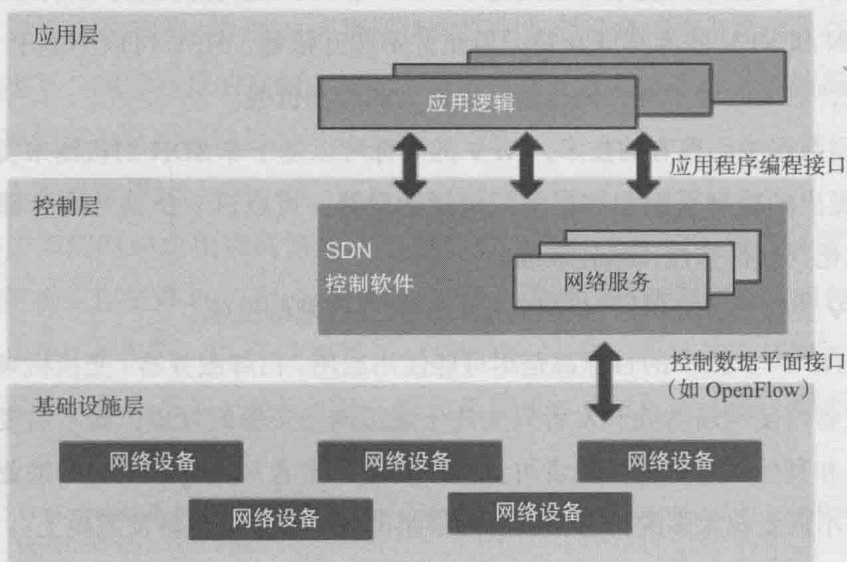 应用层
应用逻辑
应用程序编程接口
控制层
SDN
控制软件
网络服务
控制数据平面接口
（如 OpenFlow）
基础设施层
网络设备
网络设备
网络设备
网络设备
网络设备